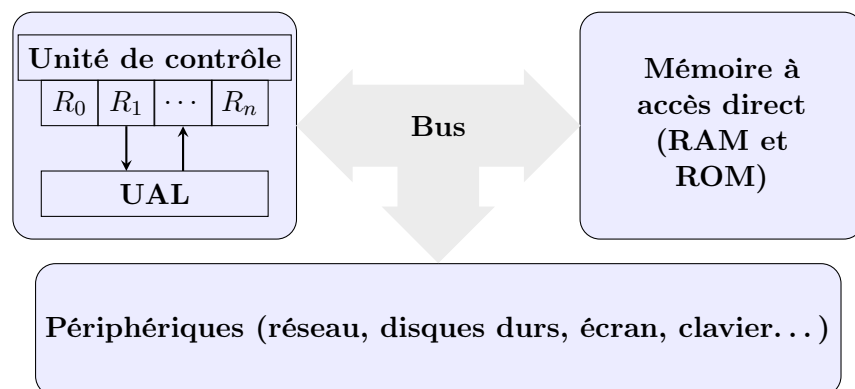 Unité de contrôle
R0 R1 ⋯ Rn
UAL
Bus
Mémoire à
accès direct
(RAM et
ROM)
Périphériques (réseau, disques durs, écran, clavier...)